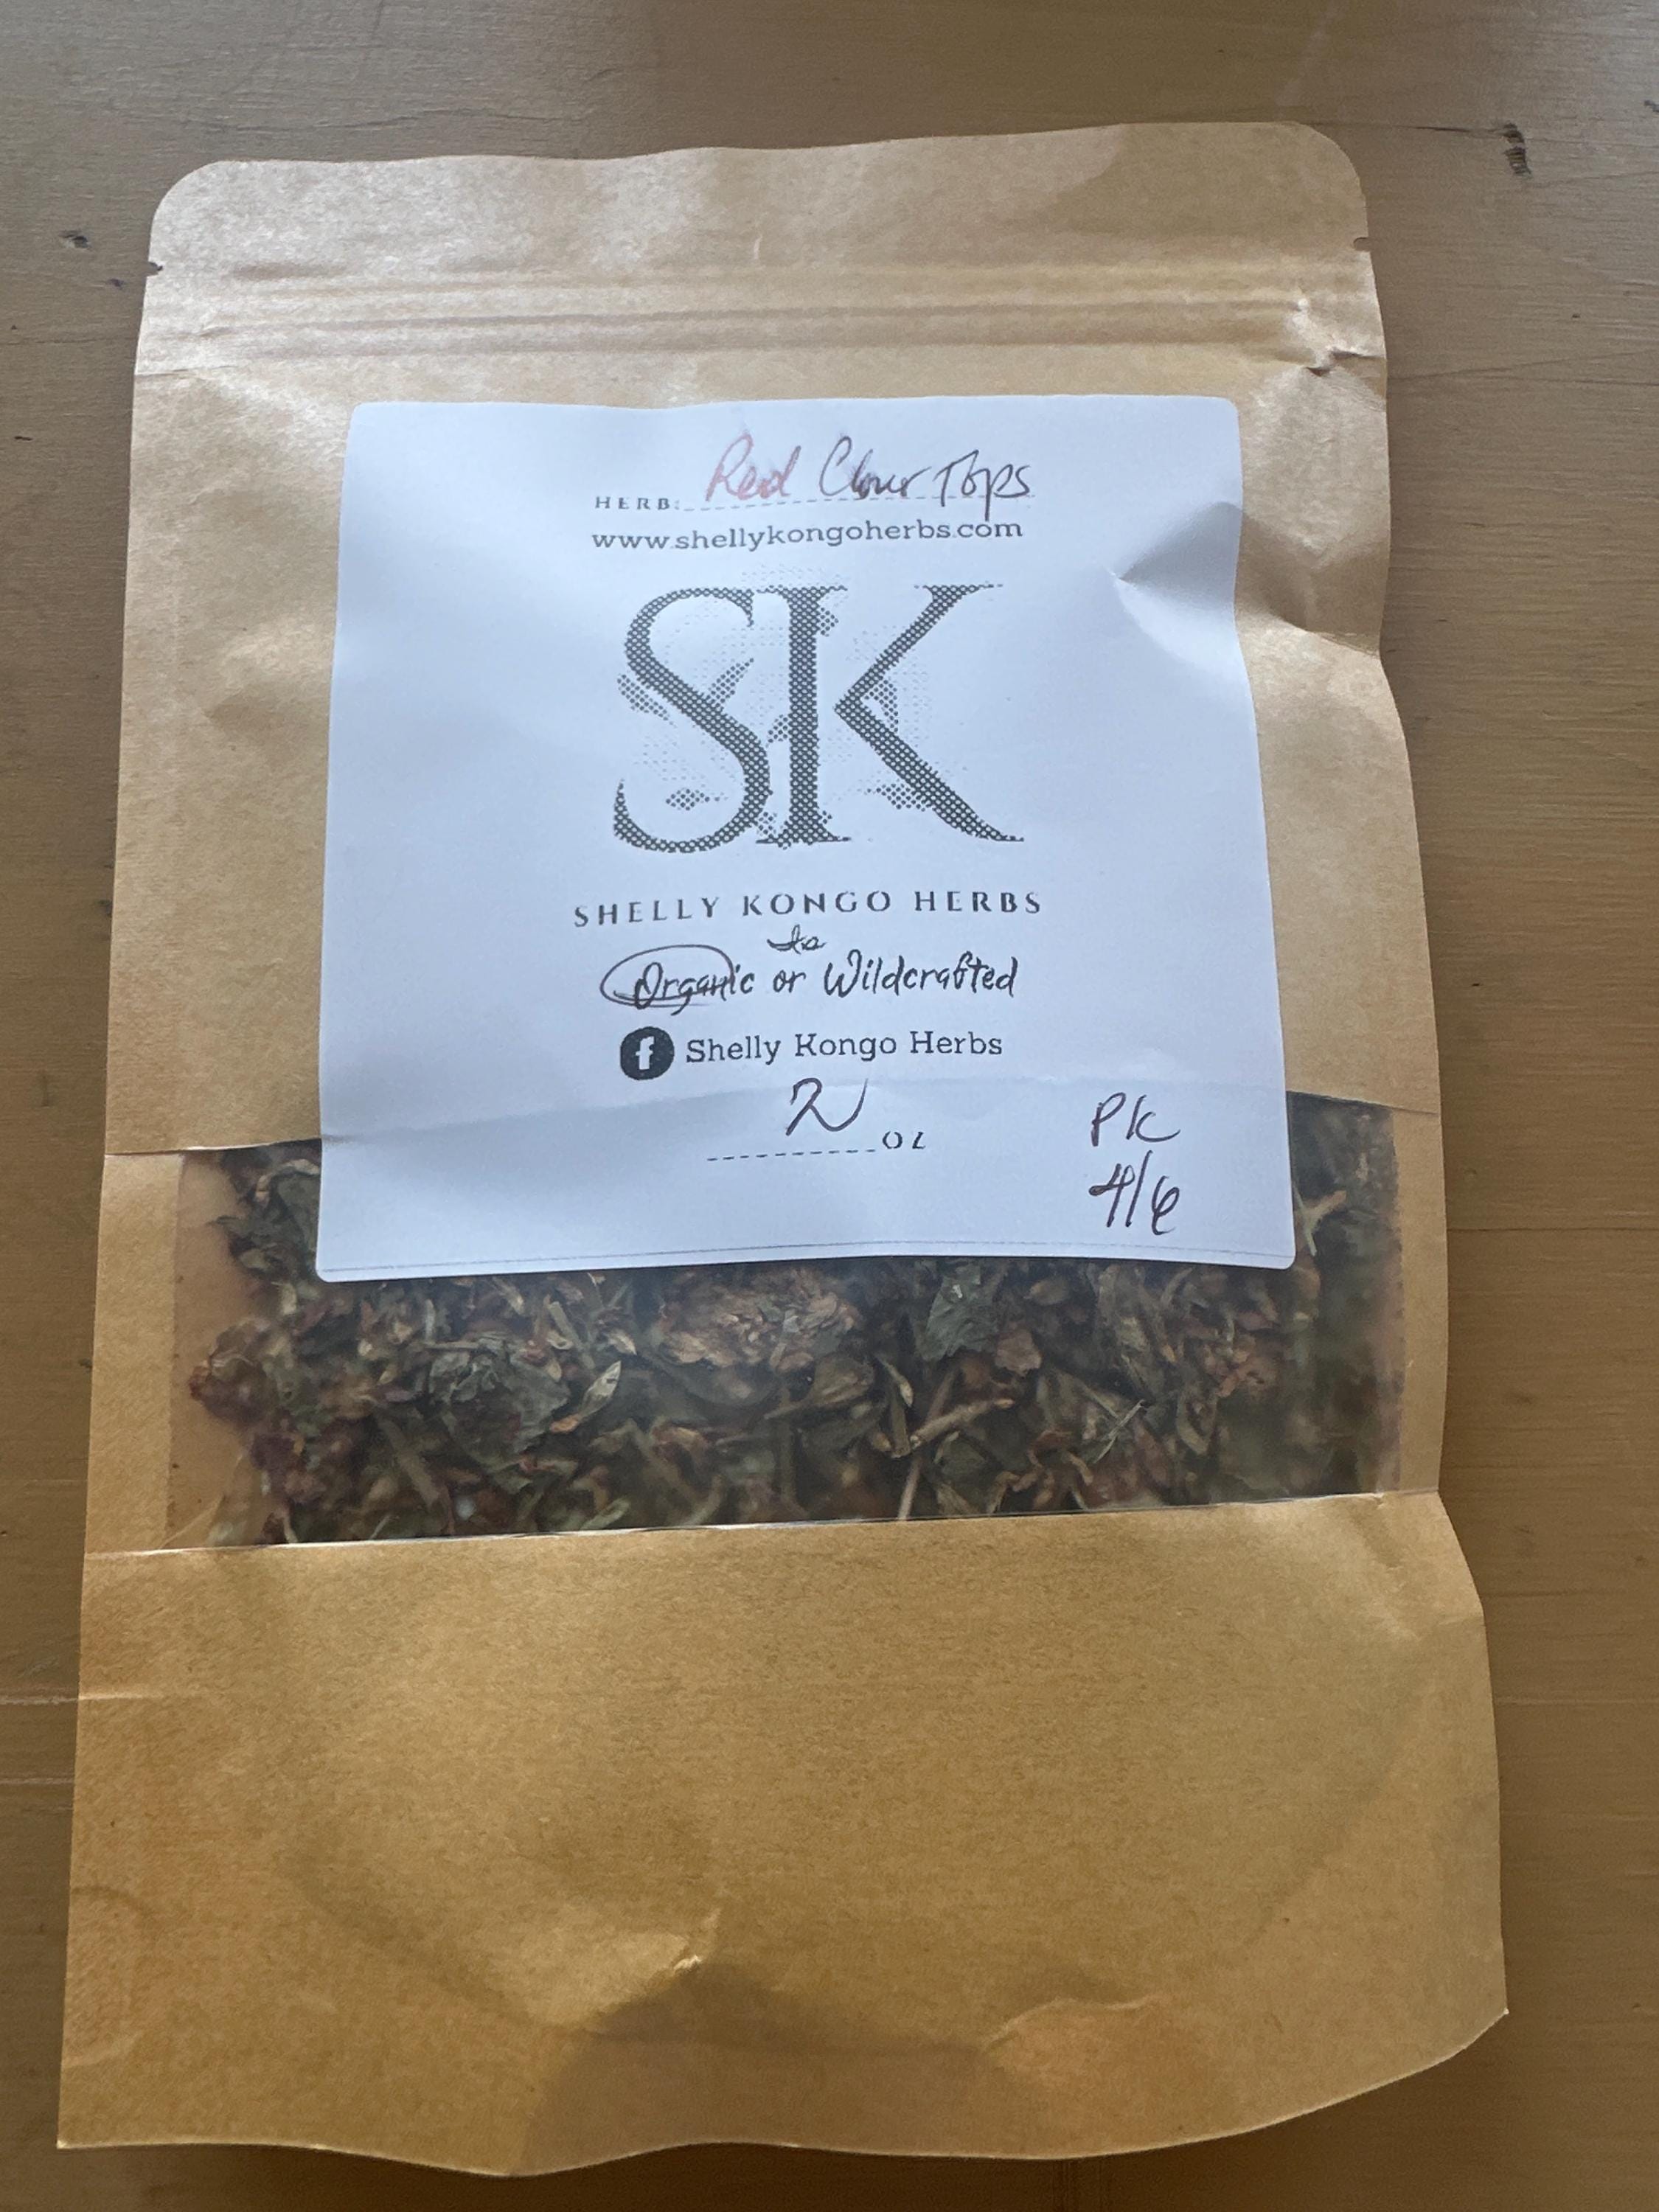 HERB: Red Clover Tops
www.shellykongoherbs.com
SK
SHELLY KONGO HERBS
Organic or Wildcrafted
f Shelly Kongo Herbs
2 OZ
PK
4/6